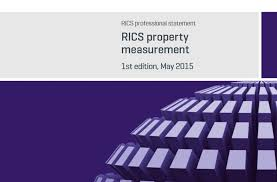 RICS professional statement
RICS property
measurement
1st edition, May 2015